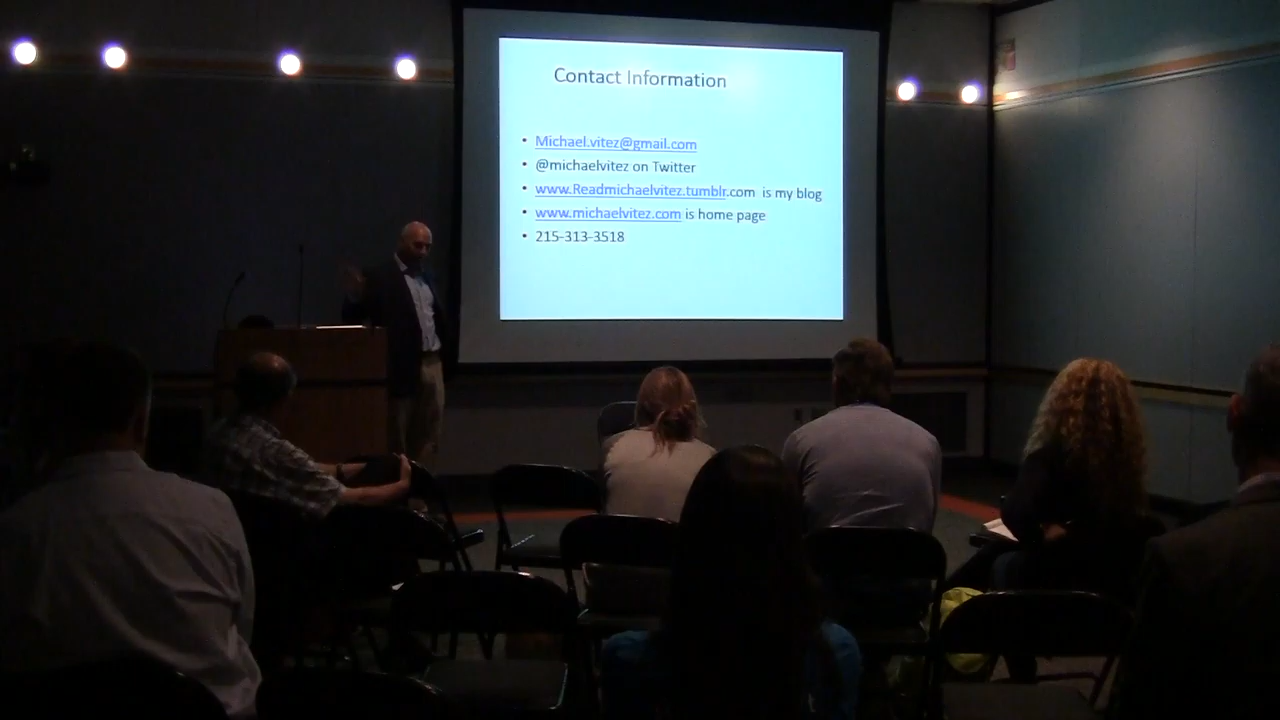 Contact Information
• Michael.vitez@gmail.com
• @michaelvitez on Twitter
• www.Readmichaelvitez.tumblr.com is my blog
• www.michaelvitez.com is home page
• 215-313-3518